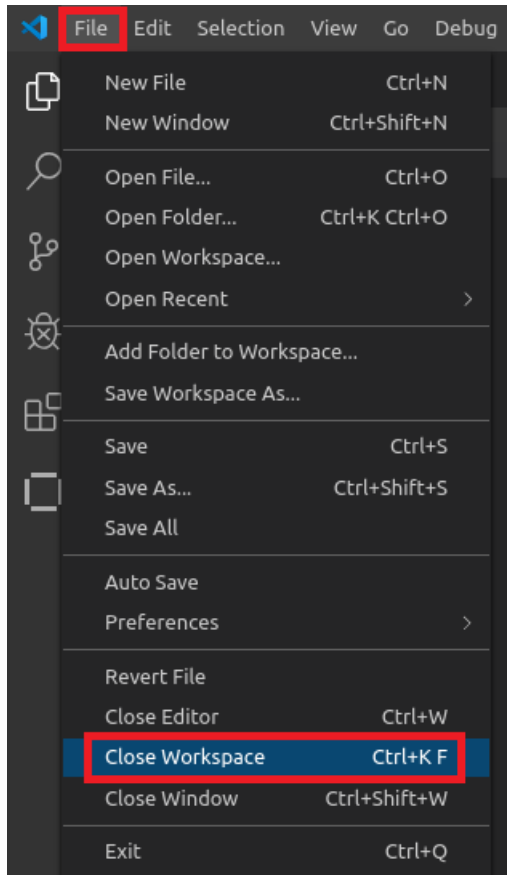 File Edit Selection View Go Debug
New File Ctrl+N
New Window Ctrl+Shift+N
Open File... Ctrl+O
Open Folder... Ctrl+K Ctrl+O
Open Workspace...
Open Recent
Add Folder to Workspace...
Save Workspace As...
Save Ctrl+S
Save As... Ctrl+Shift+S
Save All
Auto Save
Preferences
Revert File
Close Editor Ctrl+W
Close Workspace Ctrl+K F
Close Window Ctrl+Shift+W
Exit Ctrl+Q